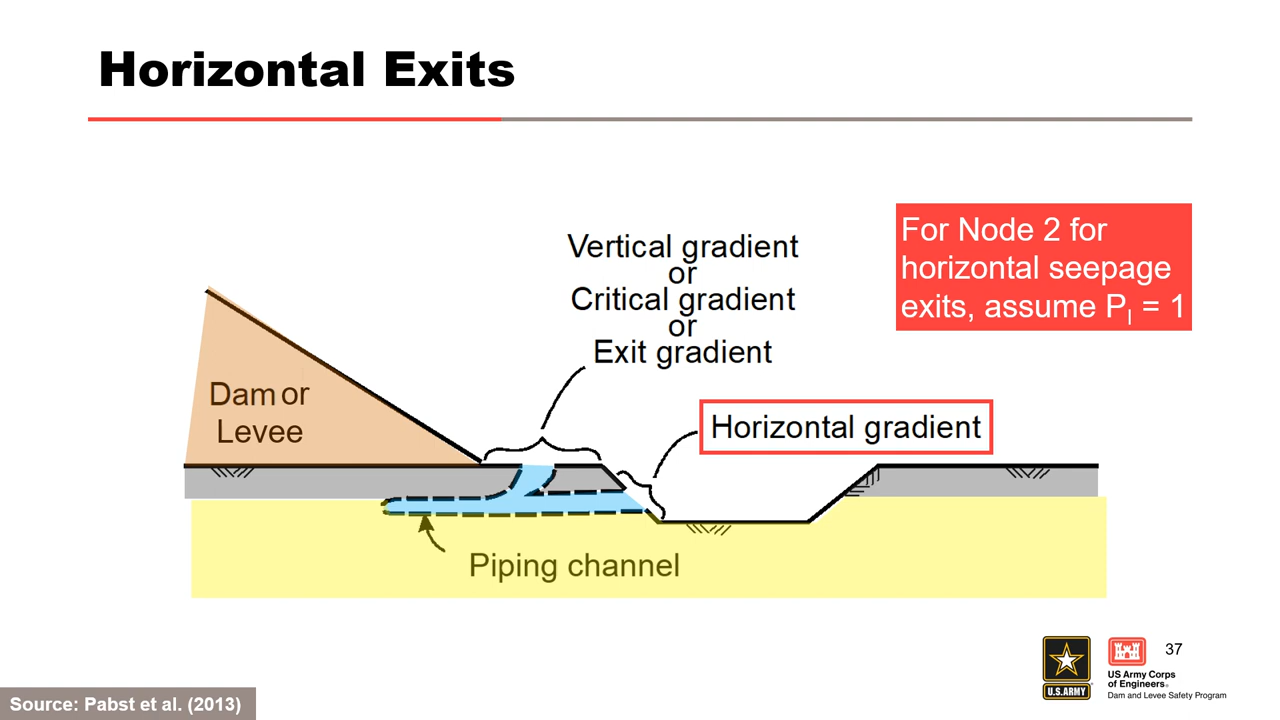 Horizontal Exits
For Node 2 for
horizontal seepage
exits, assume PI = 1
Vertical gradient
or
Critical gradient
or
Exit gradient
Dam or
Levee
Horizontal gradient
Piping channel
37
U.S.ARMY
US Army Corps
of Engineers®
Dam and Levee Safety Program
Source: Pabst et al. (2013)